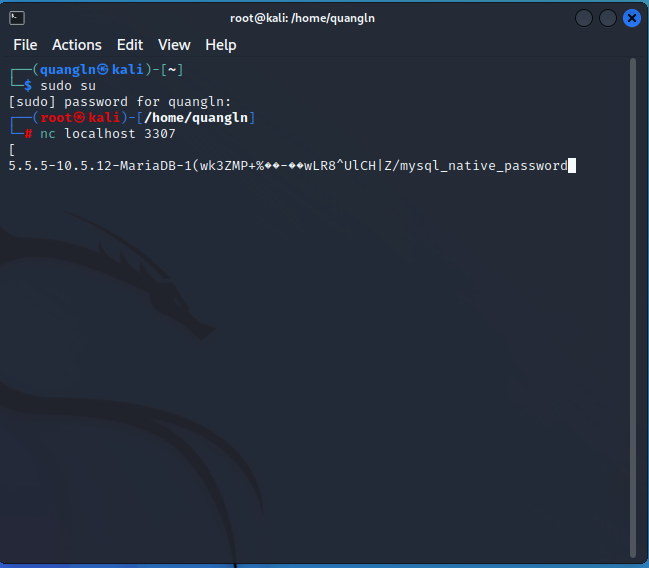 root@kali: /home/quangln
File Actions Edit View Help
┌──(quangln㉿kali)-[~]
└─$ sudo su
[sudo] password for quangln:
┌──(root㉿kali)-[/home/quangln]
└─# nc localhost 3307
[
5.5.5-10.5.12-MariaDB-1(wk3ZMP+%��-��wLR8^UlCH|Z/mysql_native_password